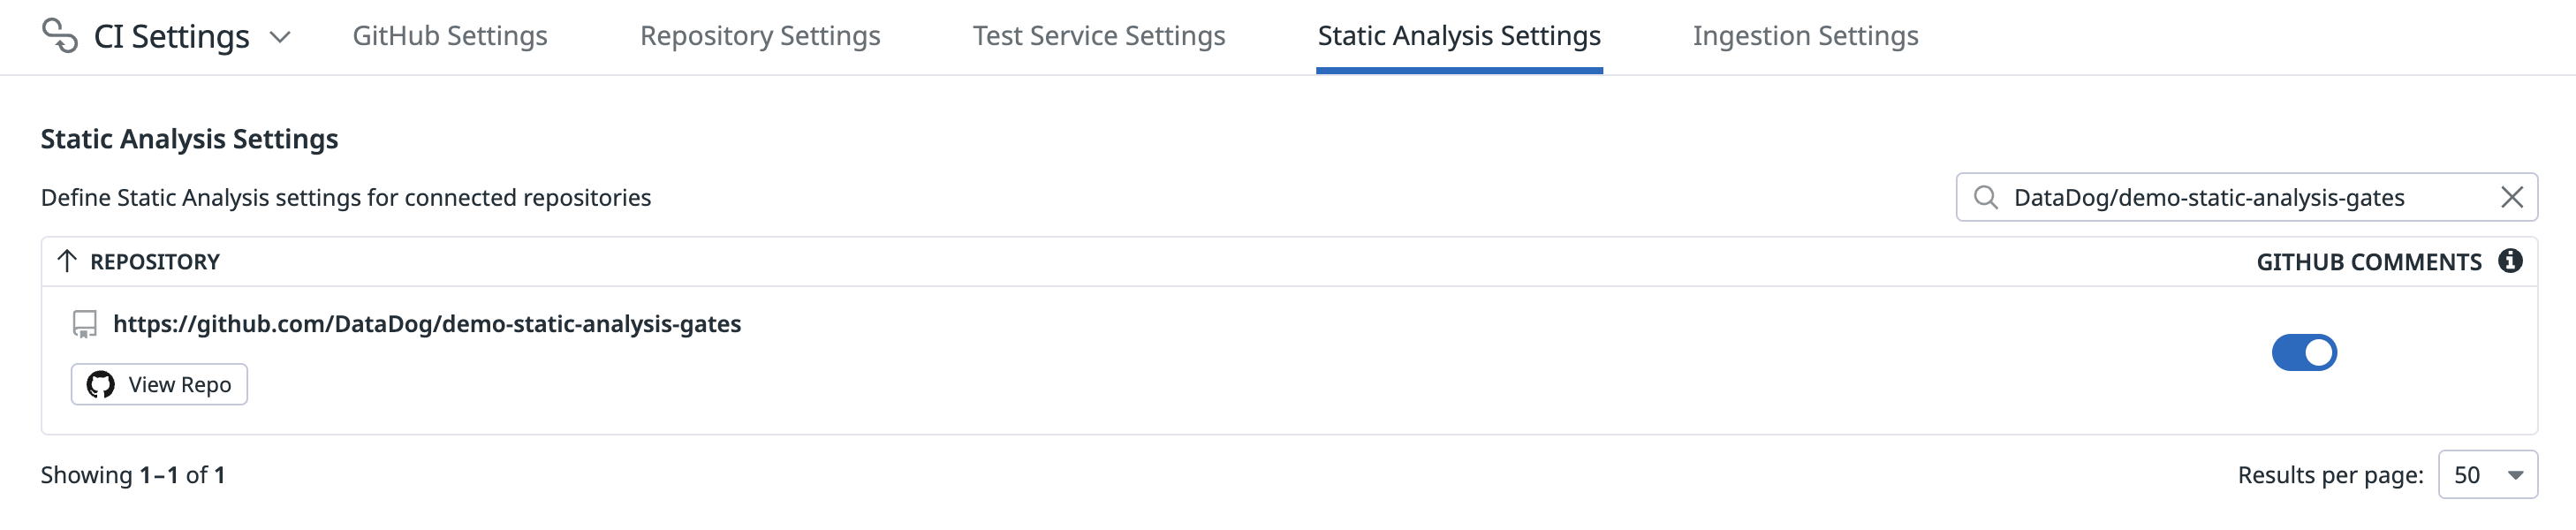 CI Settings GitHub Settings Repository Settings Test Service Settings Static Analysis Settings Ingestion Settings
Static Analysis Settings
Define Static Analysis settings for connected repositories DataDog/demo-static-analysis-gates
REPOSITORY GITHUB COMMENTS
https://github.com/DataDog/demo-static-analysis-gates
View Repo
Showing 1–1 of 1 Results per page: 50